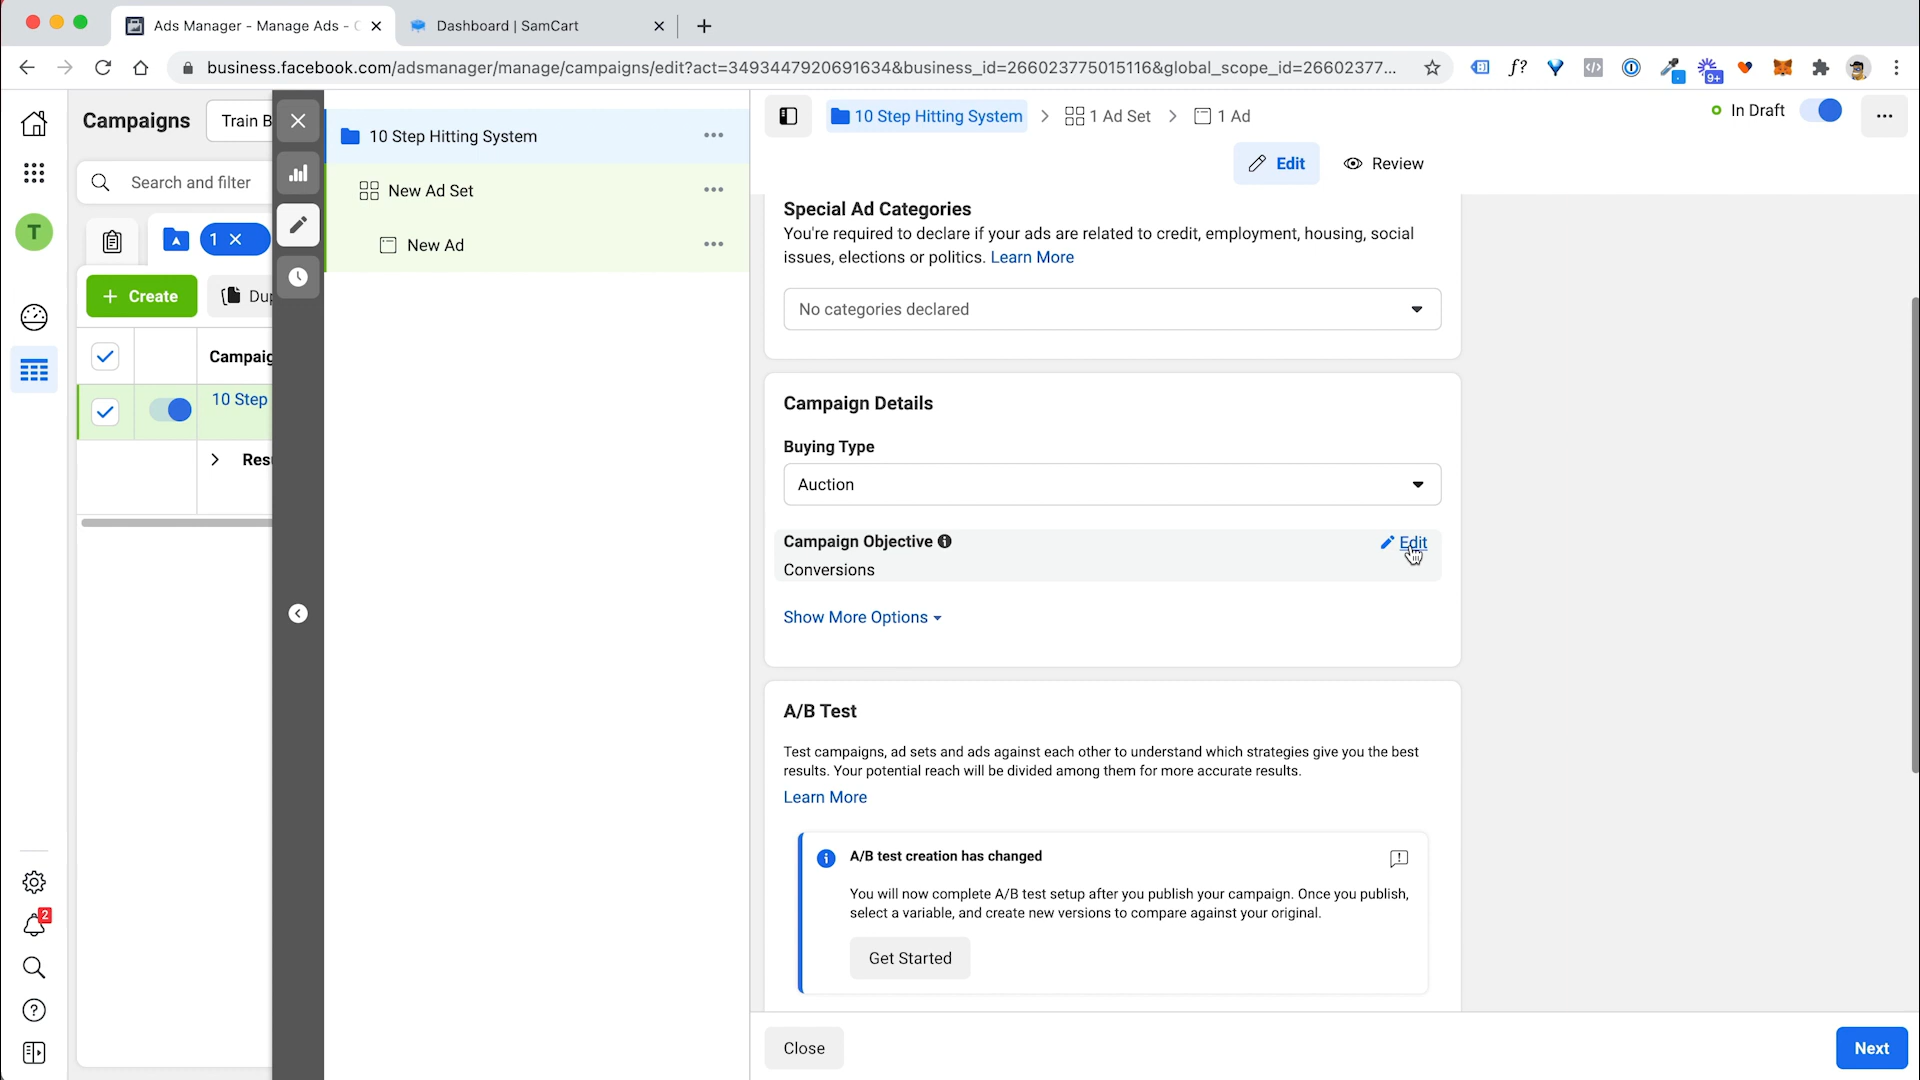 Ads Manager - Manage Ads -
Dashboard | SamCart
business.facebook.com/adsmanager/manage/campaigns/edit?act=3493447920691634&business_id=266023775015116&global_scope_id=26602377...
f?
9+
Campaigns
Train B
Search and filter
T
1
Create
Dup
Campaig
10 Step
Resu
2
10 Step Hitting System
New Ad Set
New Ad
10 Step Hitting System
1 Ad Set
1 Ad
In Draft
Edit
Review
Special Ad Categories
You're required to declare if your ads are related to credit, employment, housing, social
issues, elections or politics. Learn More
No categories declared
Campaign Details
Buying Type
Auction
Campaign Objective
Edit
Conversions
Show More Options
A/B Test
Test campaigns, ad sets and ads against each other to understand which strategies give you the best
results. Your potential reach will be divided among them for more accurate results.
Learn More
A/B test creation has changed
You will now complete A/B test setup after you publish your campaign. Once you publish,
select a variable, and create new versions to compare against your original.
Get Started
Close
Next